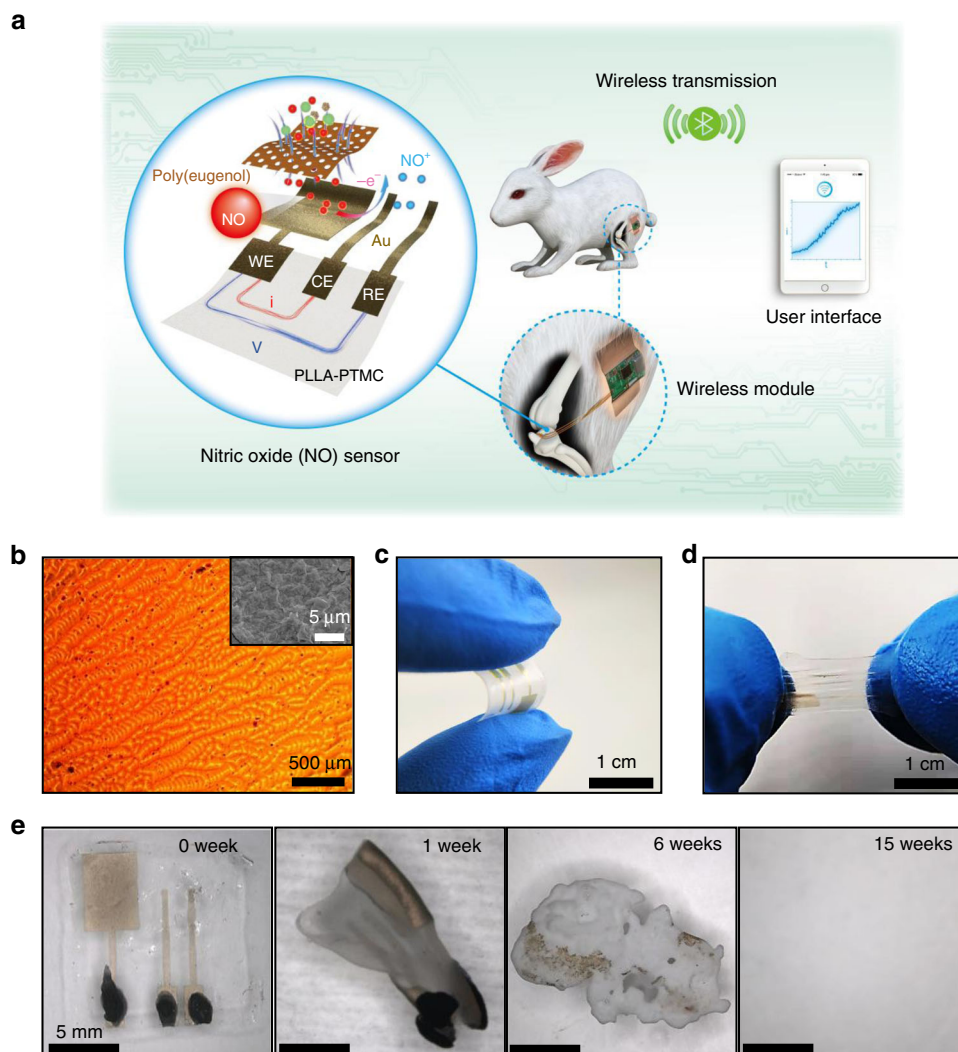 a
Wireless transmission
Poly(eugenol)
NO⁺
–e⁻
NO
Au
WE
CE
RE
i
V
PLLA-PTMC
t
User interface
Wireless module
Nitric oxide (NO) sensor
b
5 μm
500 μm
c
1 cm
d
1 cm
e
0 week
5 mm
1 week
6 weeks
15 weeks